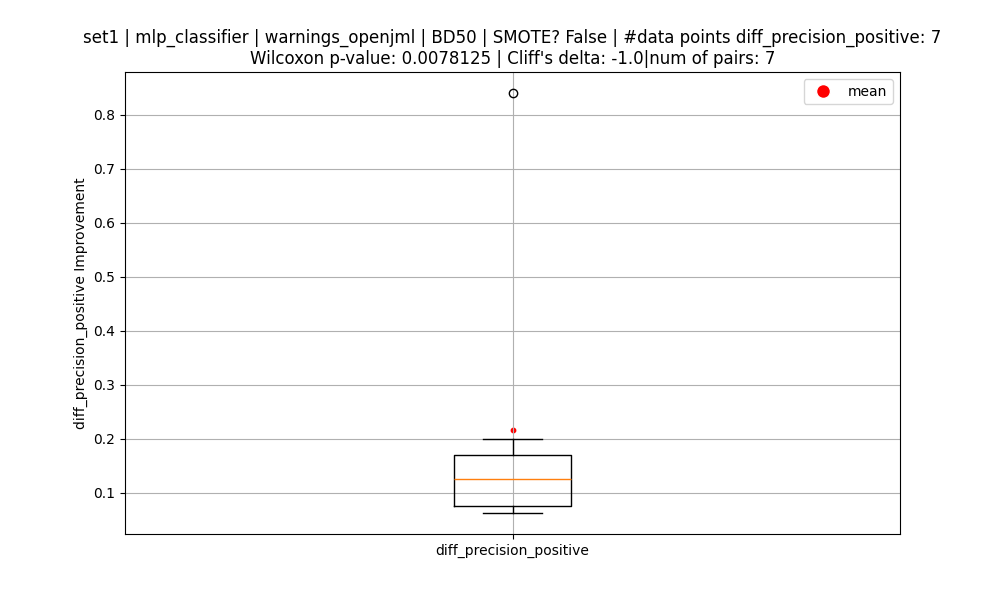 set1 | mlp_classifier | warnings_openjml | BD50 | SMOTE? False | #data points diff_precision_positive: 7
Wilcoxon p-value: 0.0078125 | Cliff's delta: -1.0|num of pairs: 7
mean
0.8
0.7
0.6
0.5
0.4
0.3
0.2
0.1
diff_precision_positive Improvement
diff_precision_positive